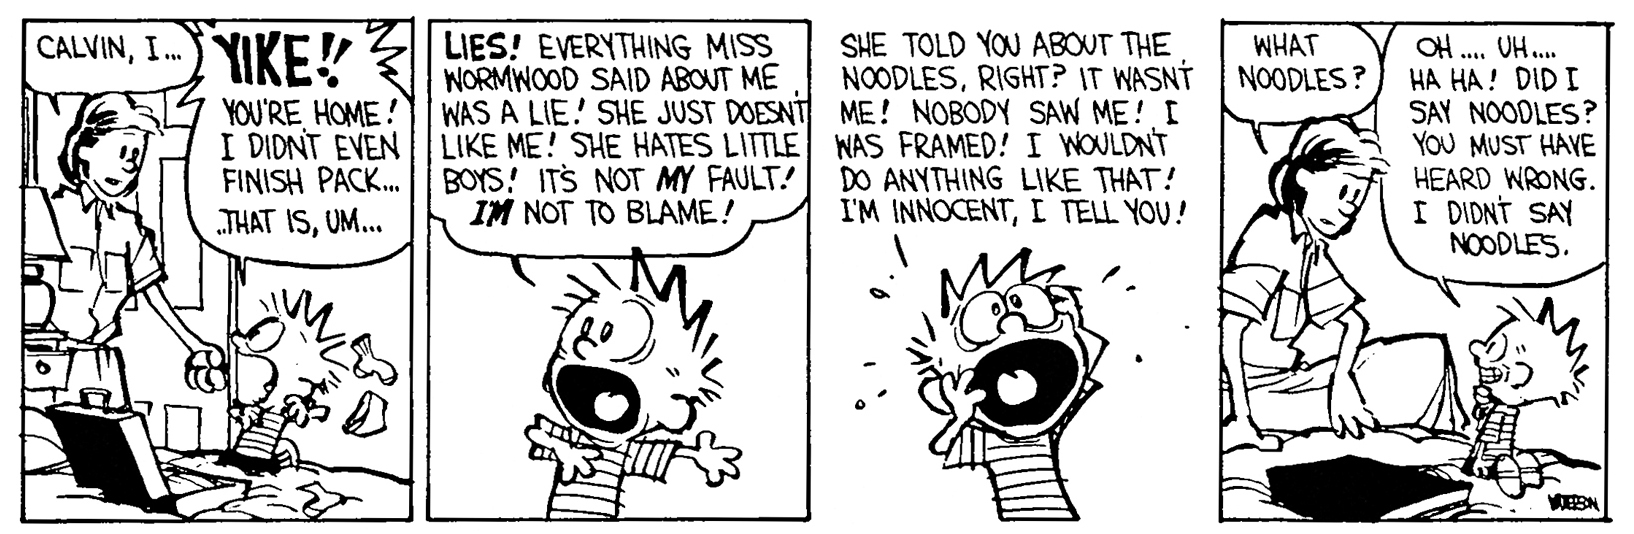 CALVIN, I...
YIKE!!
YOU'RE HOME!
I DIDN'T EVEN
FINISH PACK...
..THAT IS, UM...
LIES! EVERYTHING MISS
WORMWOOD SAID ABOUT ME
WAS A LIE! SHE JUST DOESN'T
LIKE ME! SHE HATES LITTLE
BOYS! IT'S NOT MY FAULT!
I'M NOT TO BLAME!
SHE TOLD YOU ABOUT THE
NOODLES, RIGHT? IT WASN'T
ME! NOBODY SAW ME! I
WAS FRAMED! I WOULDN'T
DO ANYTHING LIKE THAT!
I'M INNOCENT, I TELL YOU!
WHAT
NOODLES?
OH.... UH....
HA HA! DID I
SAY NOODLES?
YOU MUST HAVE
HEARD WRONG.
I DIDN'T SAY
NOODLES.
WATTERSON